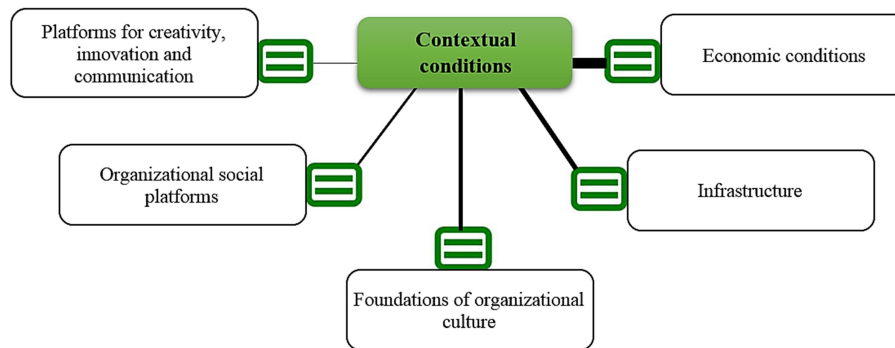 Platforms for creativity,
innovation and
communication
Contextual
conditions
Economic conditions
Organizational social
platforms
Infrastructure
Foundations of organizational
culture